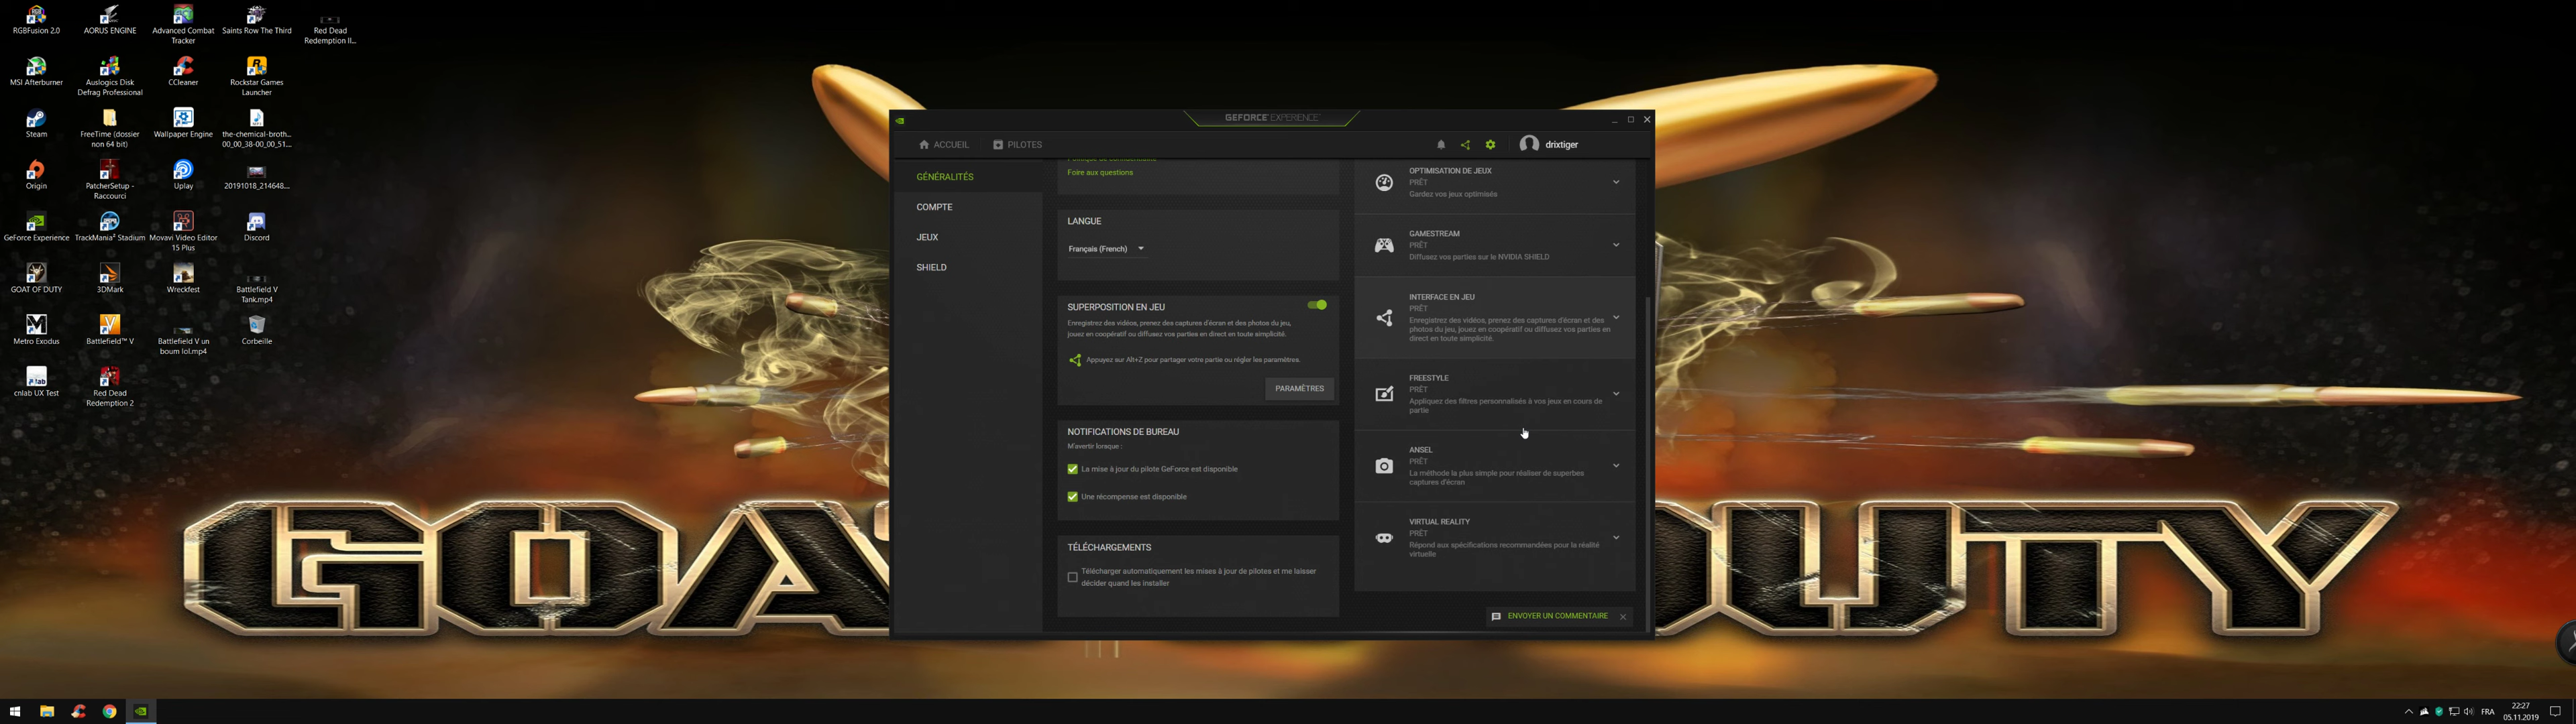 RGBFusion 2.0
AORUS ENGINE
Advanced Combat
Tracker
Saints Row The Third
Red Dead
Redemption II...
MSI Afterburner
Auslogics Disk
Defrag Professional
CCleaner
Rockstar Games
Launcher
Steam
FreeTime (dossier
non 64 bit)
Wallpaper Engine
the-chemical-broth...
00_00_38-00_00_51...
Origin
PatcherSetup -
Raccourci
Uplay
20191018_214648....
GeForce Experience
TrackMania² Stadium
Movavi Video Editor
15 Plus
Discord
GOAT OF DUTY
3DMark
Wreckfest
Battlefield V
Tank.mp4
Metro Exodus
Battlefield™ V
Battlefield V un
boum lol.mp4
Corbeille
cnlab UX Test
Red Dead
Redemption 2
GEFORCE EXPERIENCE
ACCUEIL
PILOTES
drixtiger
GÉNÉRALITÉS
COMPTE
JEUX
SHIELD
Politique de confidentialité
Foire aux questions
LANGUE
Français (French)
SUPERPOSITION EN JEU
Enregistrez des vidéos, prenez des captures d'écran et des photos du jeu,
jouez en coopératif ou diffusez vos parties en direct en toute simplicité.
Appuyez sur Alt+Z pour partager votre partie ou régler les paramètres.
PARAMÈTRES
NOTIFICATIONS DE BUREAU
M'avertir lorsque :
La mise à jour du pilote GeForce est disponible
Une récompense est disponible
TÉLÉCHARGEMENTS
Télécharger automatiquement les mises à jour de pilotes et me laisser
décider quand les installer
OPTIMISATION DE JEUX
PRÊT
Gardez vos jeux optimisés
GAMESTREAM
PRÊT
Diffusez vos parties sur le NVIDIA SHIELD
INTERFACE EN JEU
PRÊT
Enregistrez des vidéos, prenez des captures d'écran et des
photos du jeu, jouez en coopératif ou diffusez vos parties en
direct en toute simplicité.
FREESTYLE
PRÊT
Appliquez des filtres personnalisés à vos jeux en cours de
partie
ANSEL
PRÊT
La méthode la plus simple pour réaliser de superbes
captures d'écran
VIRTUAL REALITY
PRÊT
Répond aux spécifications recommandées pour la réalité
virtuelle
ENVOYER UN COMMENTAIRE
GOA
DUTY
FRA
22:27
05.11.2019